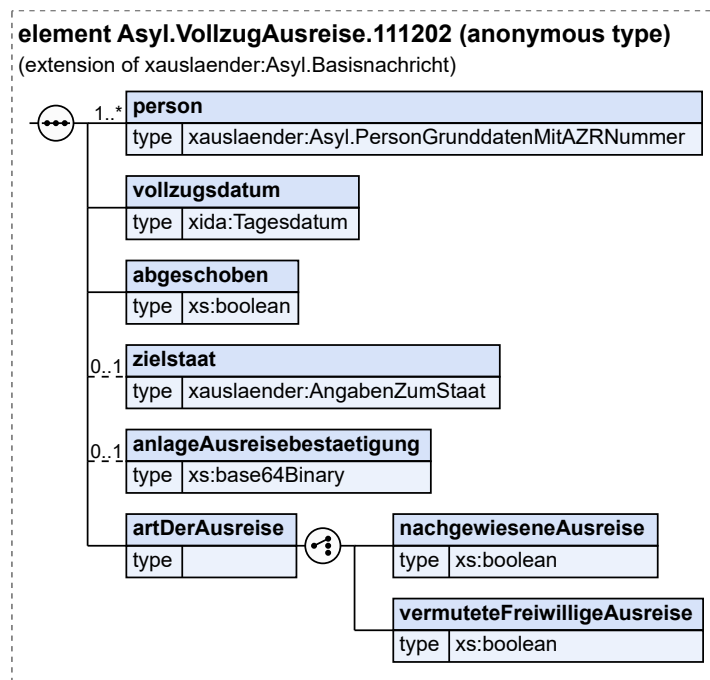 element Asyl.VollzugAusreise.111202 (anonymous type)
(extension of xauslaender:Asyl.Basisnachricht)
1..* person
type xauslaender:Asyl.PersonGrunddatenMitAZRNummer
vollzugsdatum
type xida:Tagesdatum
abgeschoben
type xs:boolean
0..1 zielstaat
type xauslaender:AngabenZumStaat
0..1 anlageAusreisebestaetigung
type xs:base64Binary
artDerAusreise nachgewieseneAusreise
type type xs:boolean
vermuteteFreiwilligeAusreise
type xs:boolean